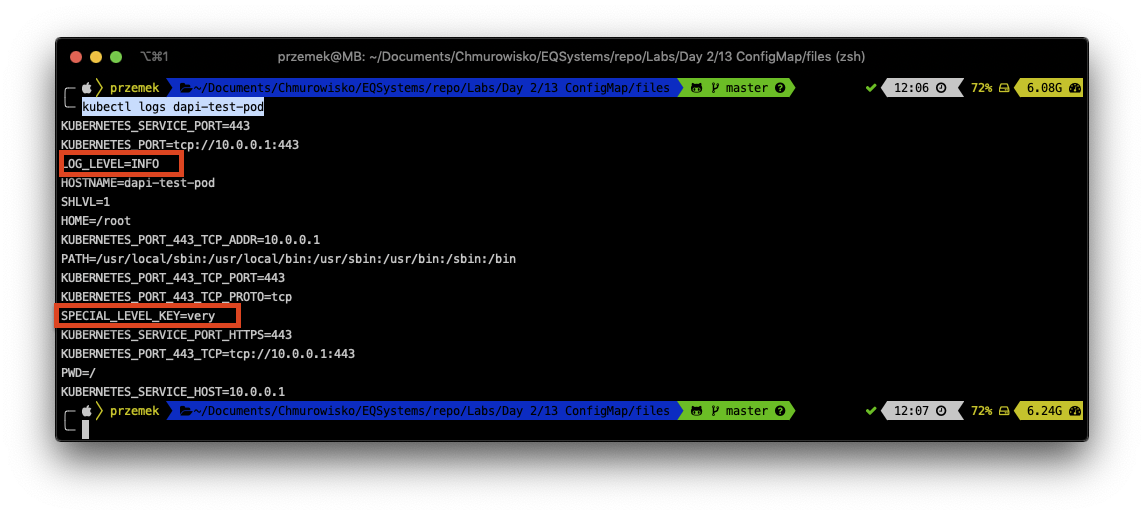 ⌥⌘1 przemek@MB: ~/Documents/Chmurowisko/EQSystems/repo/Labs/Day 2/13 ConfigMap/files (zsh)
przemek ~/Documents/Chmurowisko/EQSystems/repo/Labs/Day 2/13 ConfigMap/files master ? ✔ 12:06 72% 6.08G
kubectl logs dapi-test-pod
KUBERNETES_SERVICE_PORT=443
KUBERNETES_PORT=tcp://10.0.0.1:443
LOG_LEVEL=INFO
HOSTNAME=dapi-test-pod
SHLVL=1
HOME=/root
KUBERNETES_PORT_443_TCP_ADDR=10.0.0.1
PATH=/usr/local/sbin:/usr/local/bin:/usr/sbin:/usr/bin:/sbin:/bin
KUBERNETES_PORT_443_TCP_PORT=443
KUBERNETES_PORT_443_TCP_PROTO=tcp
SPECIAL_LEVEL_KEY=very
KUBERNETES_SERVICE_PORT_HTTPS=443
KUBERNETES_PORT_443_TCP=tcp://10.0.0.1:443
PWD=/
KUBERNETES_SERVICE_HOST=10.0.0.1
przemek ~/Documents/Chmurowisko/EQSystems/repo/Labs/Day 2/13 ConfigMap/files master ? ✔ 12:07 72% 6.24G